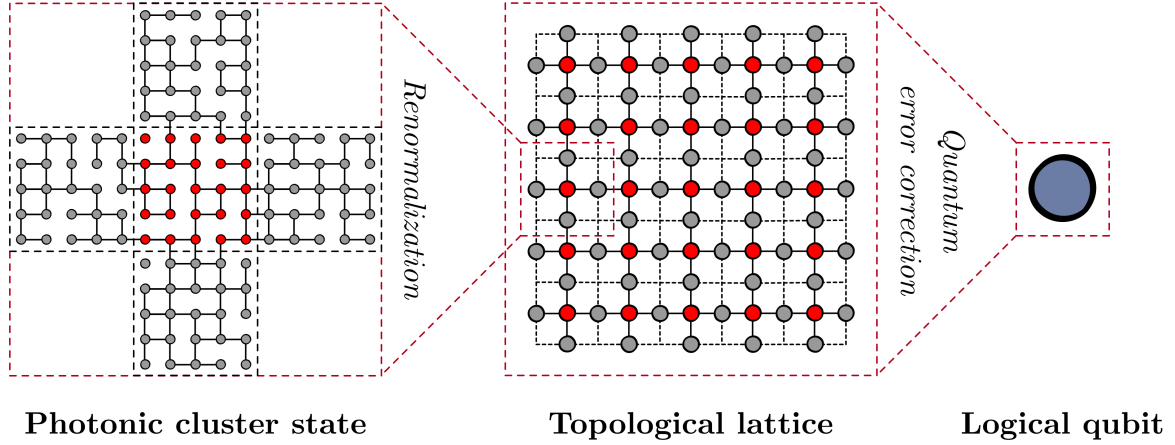 Renormalization
Quantum
error correction
Photonic cluster state
Topological lattice
Logical qubit